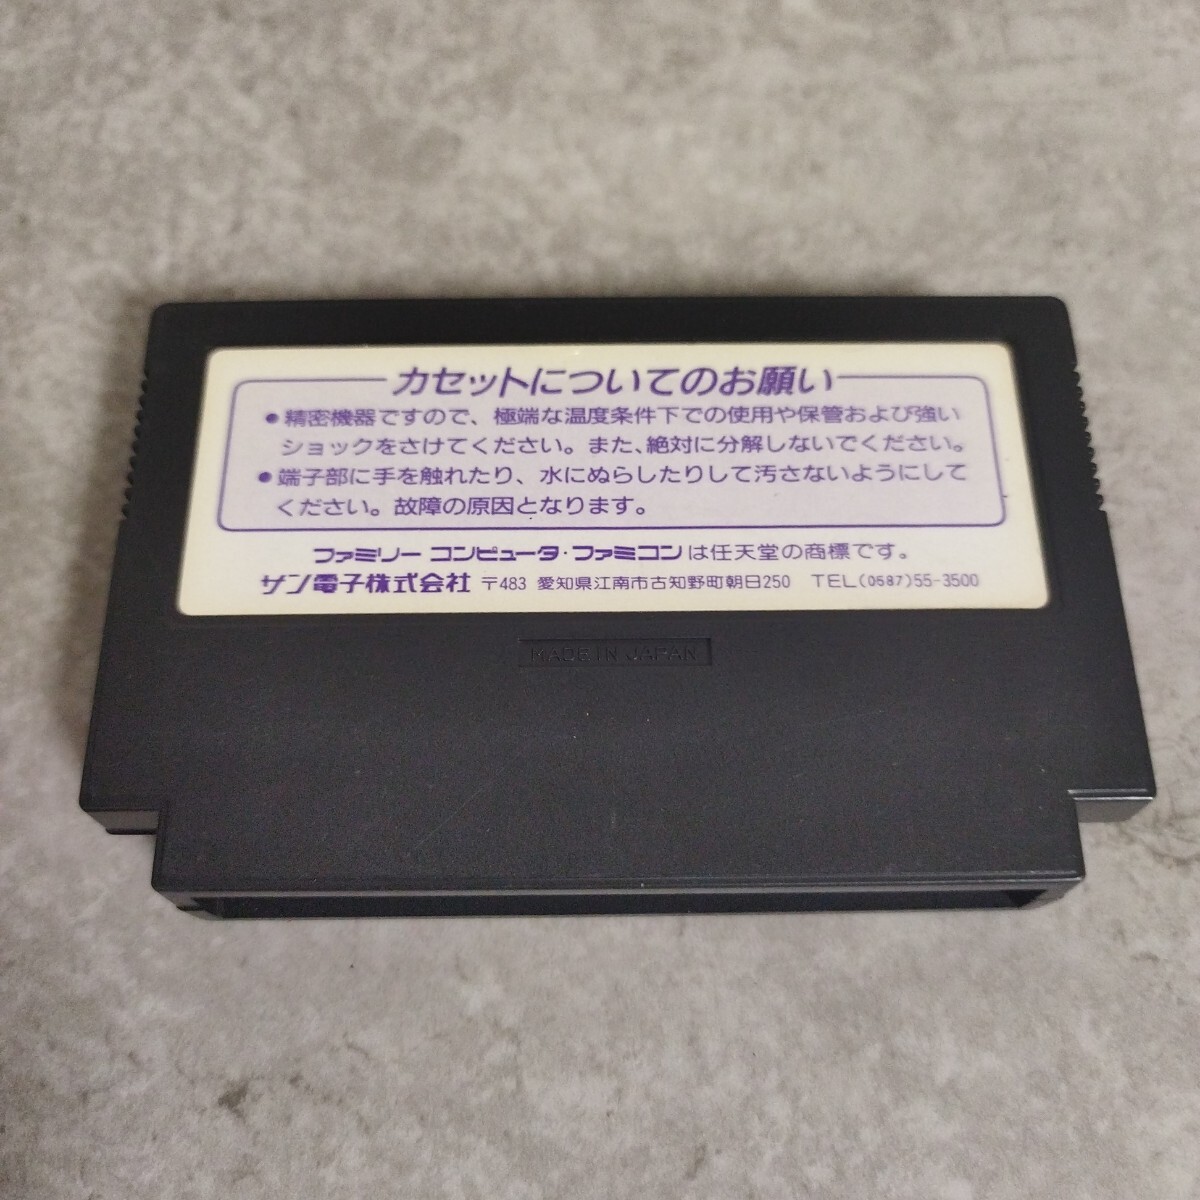 カセットについてのお願い
●精密機器ですので、極端な温度条件下での使用や保管および強い
ショックをさけてください。また、絶対に分解しないでください。
●端子部に手を触れたり、水にぬらしたりして汚さないようにして
ください。故障の原因となります。
ファミリー コンピュータ・ファミコンは任天堂の商標です。
サン電子株式会社 〒483 愛知県江南市古知野町朝日250 TEL(0587)55-3500
MADE IN JAPAN